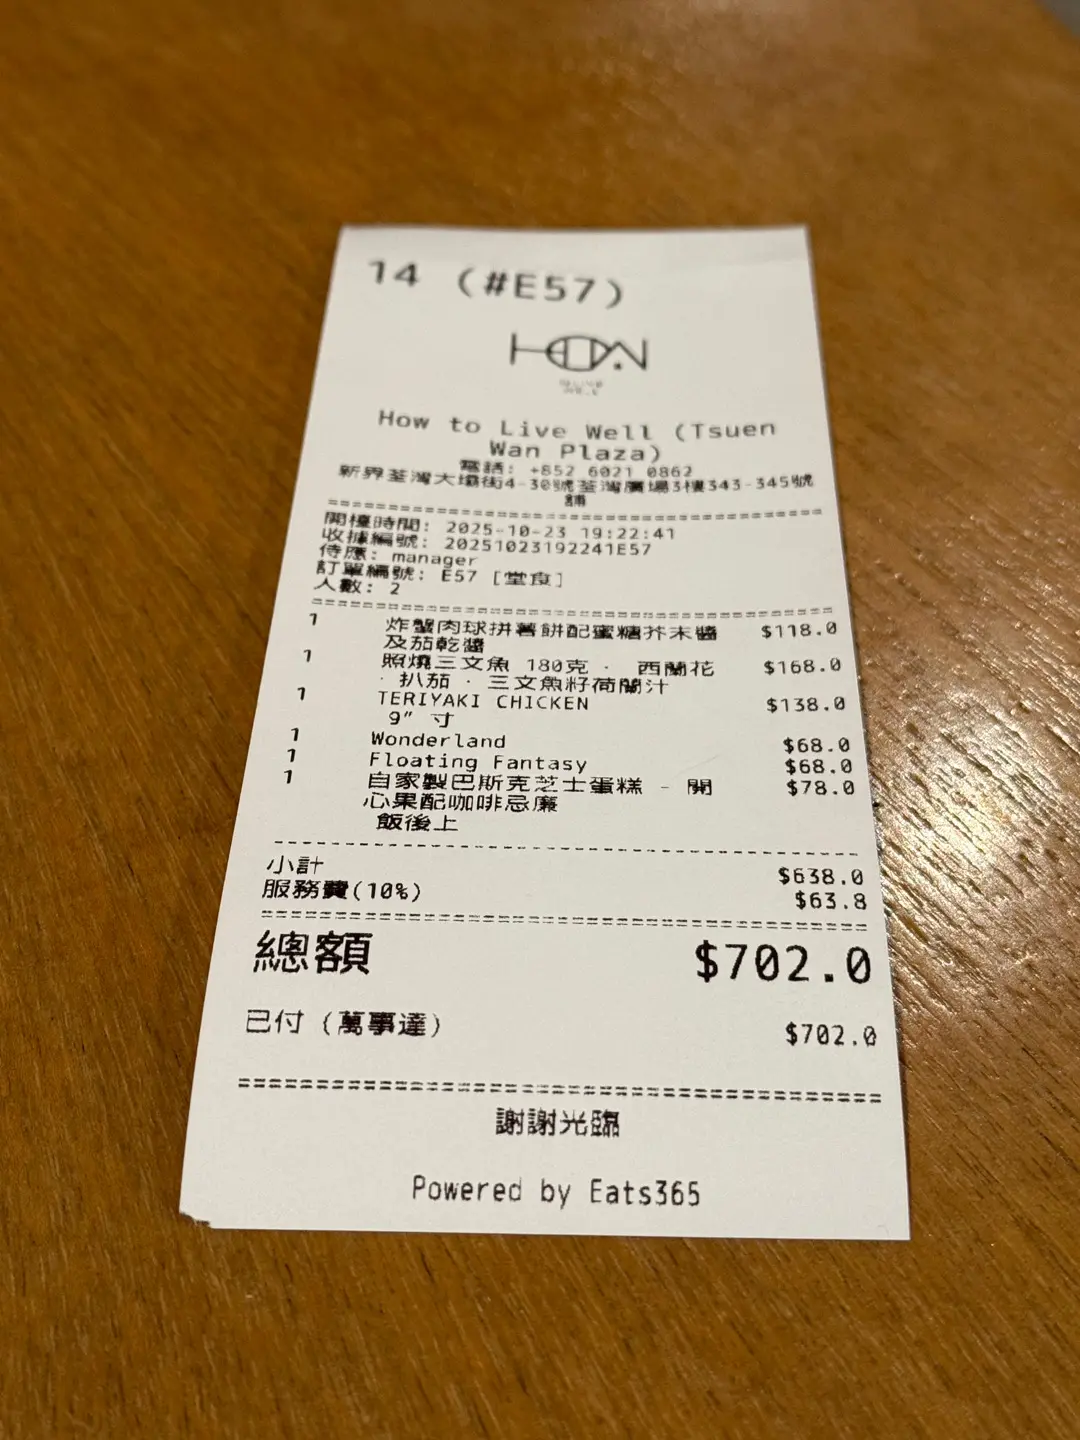 14 (#E57)
How to Live Well (Tsuen
Wan Plaza)
電話: +852 6021 0862
新界荃灣大壩街4-30號荃灣廣場3樓343-345號
舖
開檯時間: 2025-10-23 19:22:41
收據編號: 20251023192241E57
侍應: manager
訂單編號: E57 [堂食]
人數: 2
1 炸蟹肉球拼薯餅配蜜糖芥末醬 $118.0
及茄乾醬
1 照燒三文魚 180克 · 西蘭花 $168.0
· 扒茄 · 三文魚籽荷蘭汁
1 TERIYAKI CHICKEN $138.0
9” 寸
1 Wonderland $68.0
1 Floating Fantasy $68.0
1 自家製巴斯克芝士蛋糕 - 開 $78.0
心果配咖啡忌廉
飯後上
小計 $638.0
服務費(10%) $63.8
總額 $702.0
已付 (萬事達) $702.0
謝謝光臨
Powered by Eats365